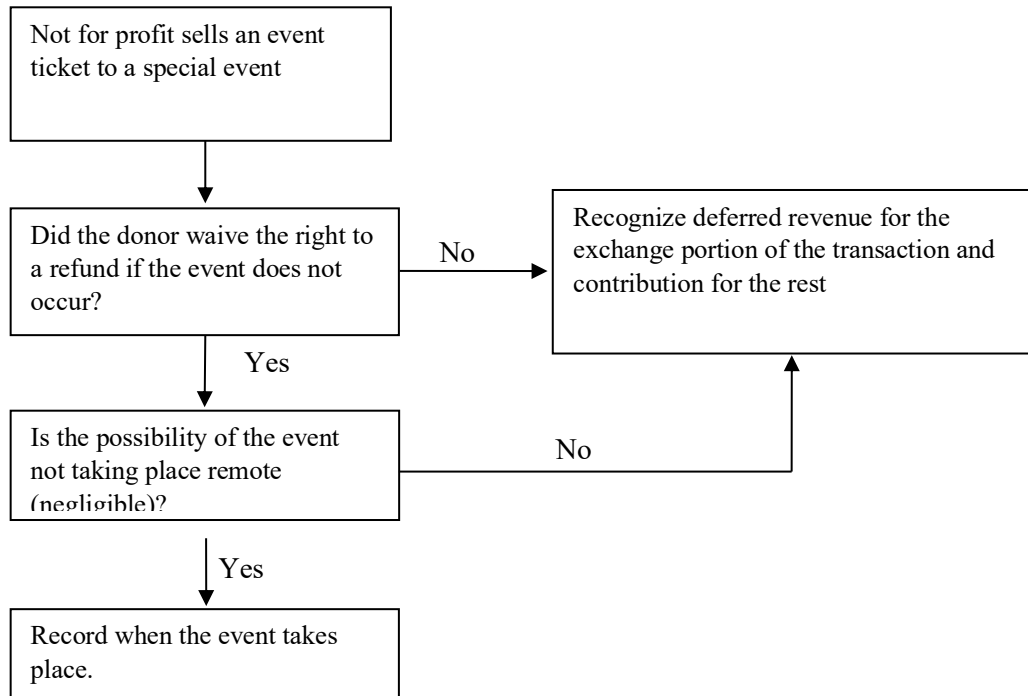 Not for profit sells an event
ticket to a special event
Did the donor waive the right to
a refund if the event does not
occur?
No
Recognize deferred revenue for the
exchange portion of the transaction and
contribution for the rest
Yes
Is the possibility of the event
not taking place remote
(negligible)?
No
Yes
Record when the event takes
place.